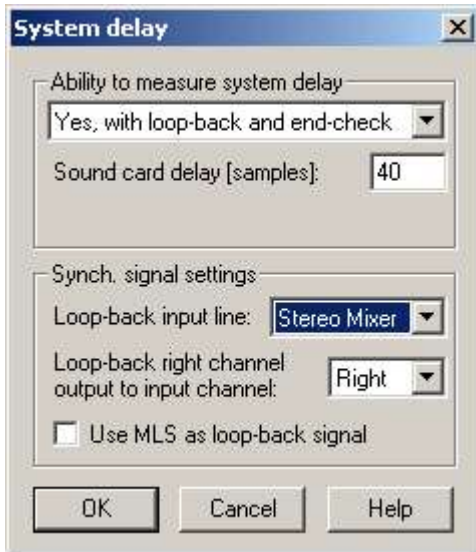 System delay
Ability to measure system delay
Yes, with loop-back and end-check
Sound card delay [samples]: 40
Synch. signal settings
Loop-back input line: Stereo Mixer
Loop-back right channel
output to input channel: Right
Use MLS as loop-back signal
OK Cancel Help